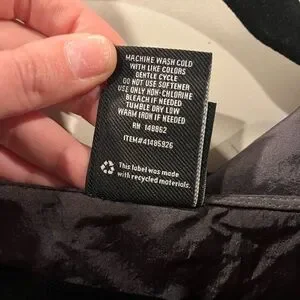 MACHINE WASH COLD
WITH LIKE COLORS
GENTLE CYCLE
DO NOT USE SOFTENER
USE ONLY NON-CHLORINE
BLEACH IF NEEDED
TUMBLE DRY LOW
WARM IRON IF NEEDED
RN 148862
ITEM#41485826
This label was made
with recycled materials.